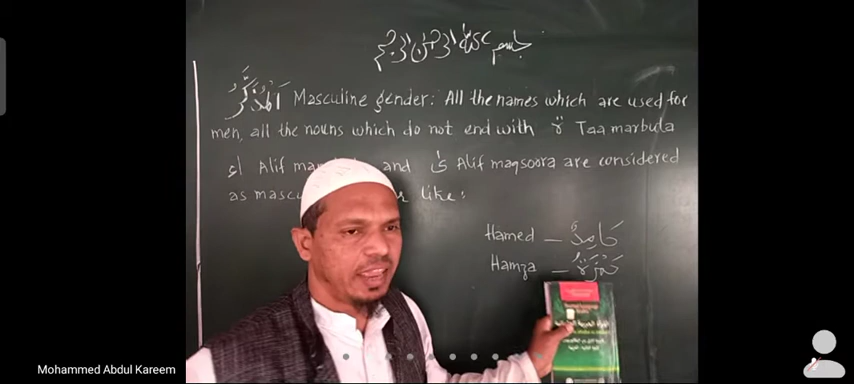 بسم الله الرحمن الرحيم
اَلْمُذَكَّرُ Masculine gender: All the names which are used for
men, all the nouns which do not end with ة Taa marbuta
اء Alif and ىٰ Alif maqsoora are considered
as like:
Hamed – حَامِدٌ
Hamza – حَمْزَةُ
Mohammed Abdul Kareem